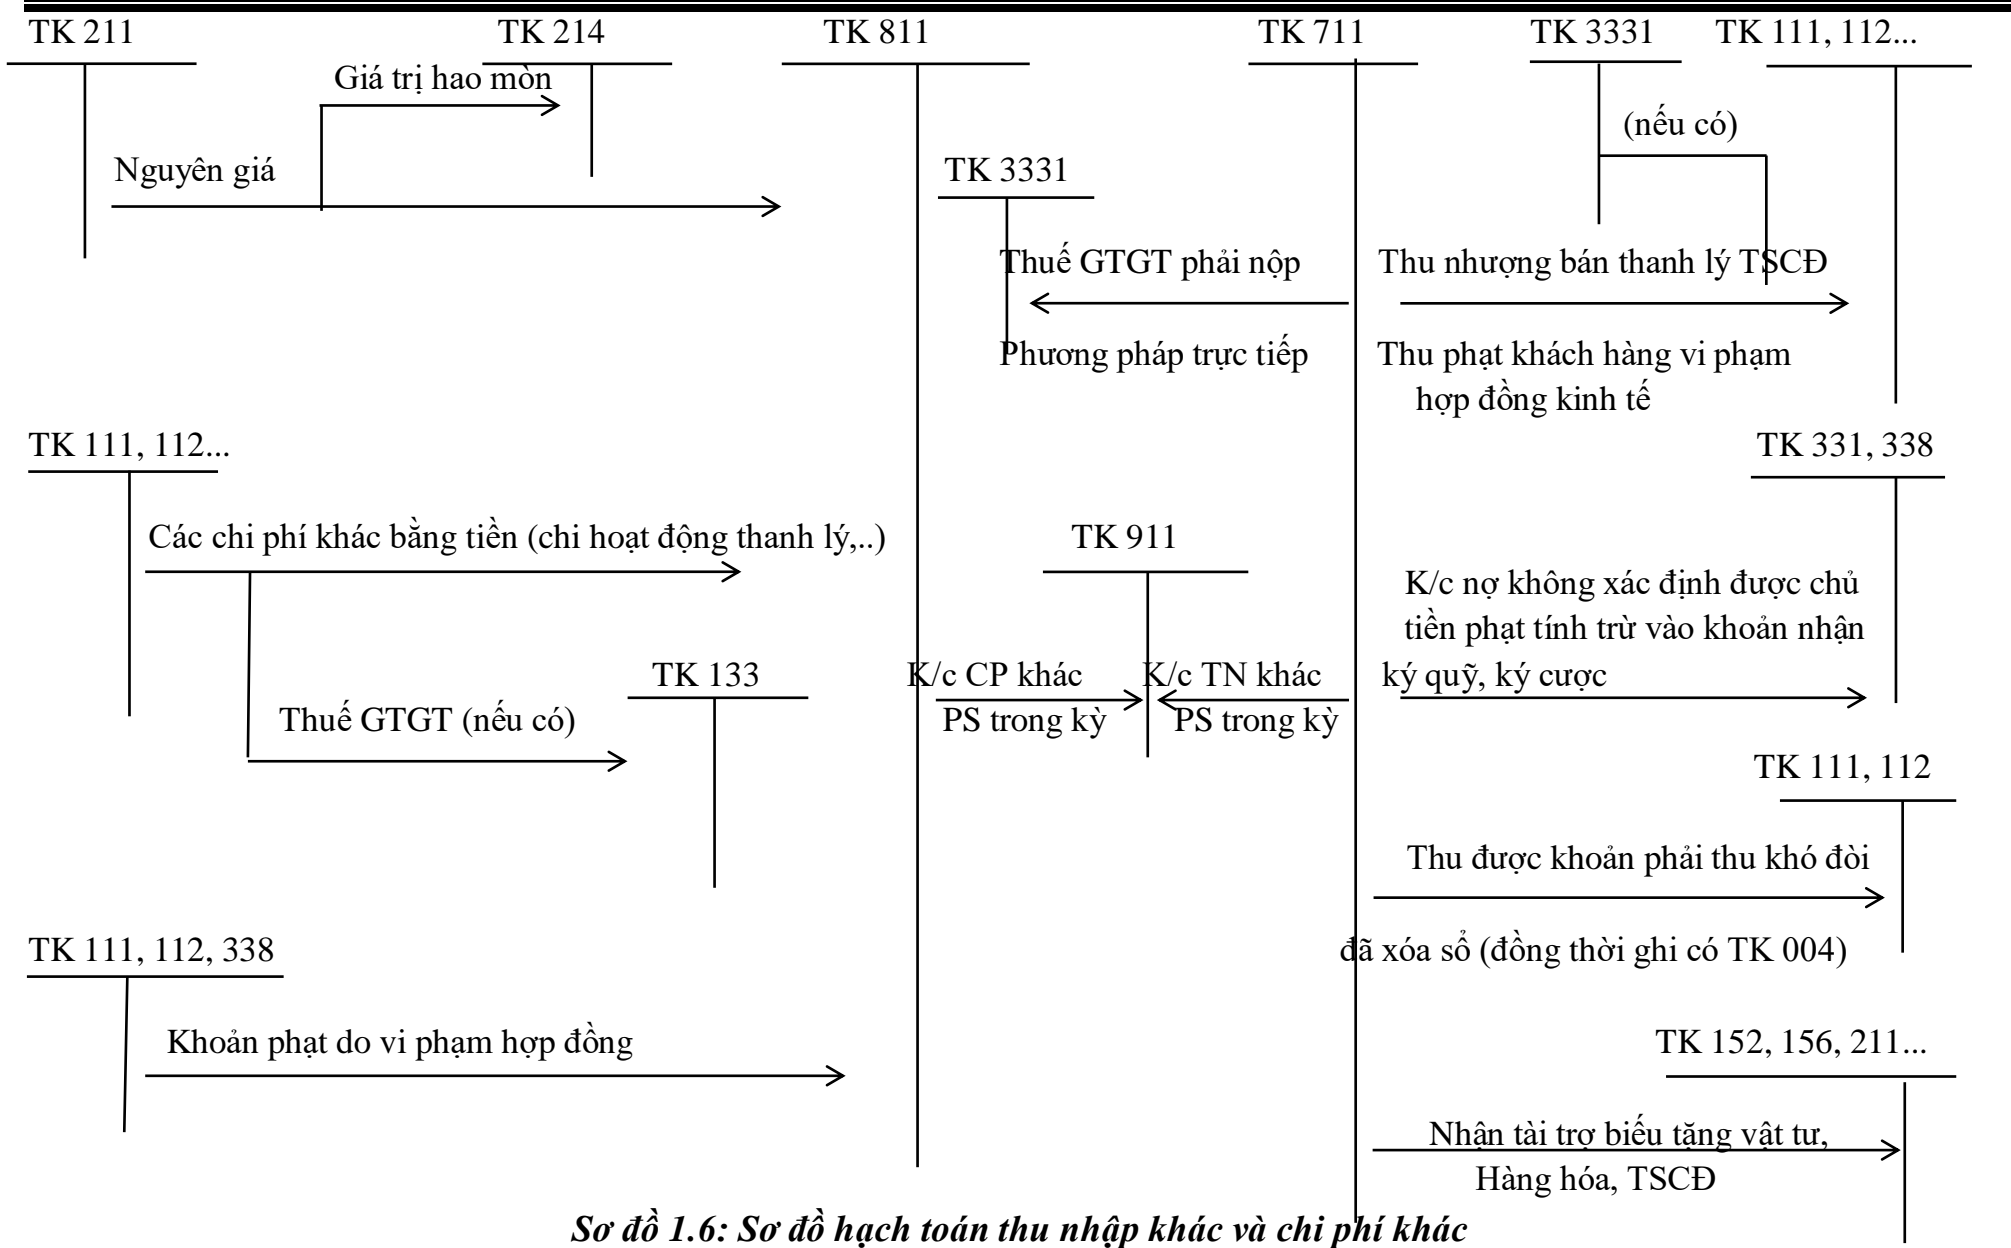 TK 211 TK 214 TK 811 TK 711 TK 3331 TK 111, 112...
Giá trị hao mòn
(nếu có)
Nguyên giá TK 3331
Thuế GTGT phải nộp Thu nhượng bán thanh lý TSCĐ
Phương pháp trực tiếp Thu phạt khách hàng vi phạm
hợp đồng kinh tế
TK 111, 112... TK 331, 338
Các chi phí khác bằng tiền (chi hoạt động thanh lý,..) TK 911
K/c nợ không xác định được chủ
tiền phạt tính trừ vào khoản nhận
TK 133 K/c CP khác K/c TN khác ký quỹ, ký cược
Thuế GTGT (nếu có) PS trong kỳ PS trong kỳ
TK 111, 112
Thu được khoản phải thu khó đòi
TK 111, 112, 338 đã xóa sổ (đồng thời ghi có TK 004)
Khoản phạt do vi phạm hợp đồng TK 152, 156, 211...
Nhận tài trợ biếu tặng vật tư,
Hàng hóa, TSCĐ
Sơ đồ 1.6: Sơ đồ hạch toán thu nhập khác và chi phí khác